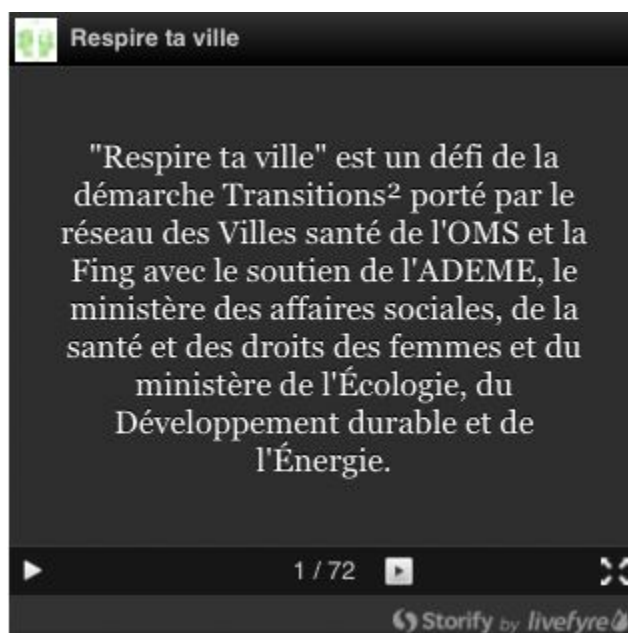 Respire ta ville
"Respire ta ville" est un défi de la
démarche Transitions² porté par le
réseau des Villes santé de l'OMS et la
Fing avec le soutien de l'ADEME, le
ministère des affaires sociales, de la
santé et des droits des femmes et du
ministère de l'Écologie, du
Développement durable et de
l'Énergie.
1 / 72
Storify by livefyre